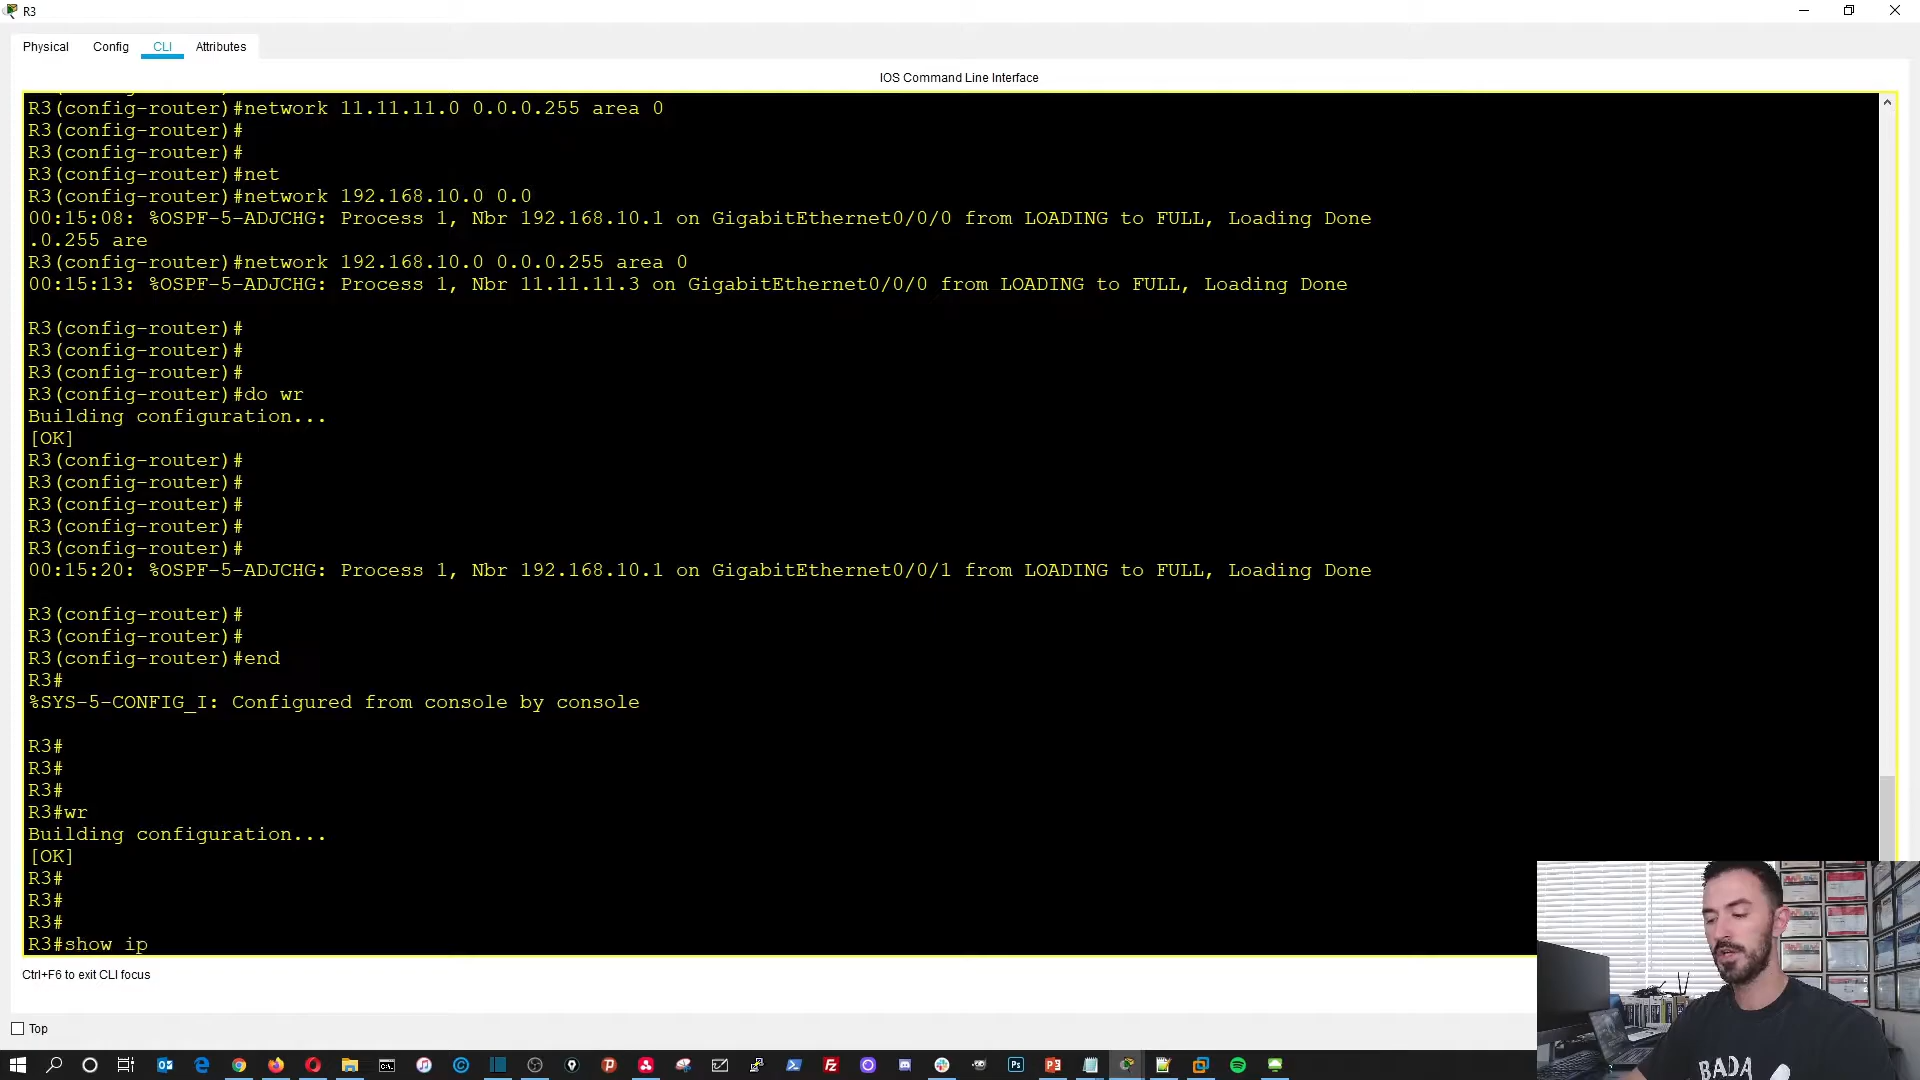 R3
Physical Config CLI Attributes
IOS Command Line Interface
R3(config-router)#network 11.11.11.0 0.0.0.255 area 0
R3(config-router)#
R3(config-router)#
R3(config-router)#net
R3(config-router)#network 192.168.10.0 0.0
00:15:08: %OSPF-5-ADJCHG: Process 1, Nbr 192.168.10.1 on GigabitEthernet0/0/0 from LOADING to FULL, Loading Done
.0.255 are
R3(config-router)#network 192.168.10.0 0.0.0.255 area 0
00:15:13: %OSPF-5-ADJCHG: Process 1, Nbr 11.11.11.3 on GigabitEthernet0/0/0 from LOADING to FULL, Loading Done
R3(config-router)#
R3(config-router)#
R3(config-router)#
R3(config-router)#do wr
Building configuration...
[OK]
R3(config-router)#
R3(config-router)#
R3(config-router)#
R3(config-router)#
R3(config-router)#
00:15:20: %OSPF-5-ADJCHG: Process 1, Nbr 192.168.10.1 on GigabitEthernet0/0/1 from LOADING to FULL, Loading Done
R3(config-router)#
R3(config-router)#
R3(config-router)#end
R3#
%SYS-5-CONFIG_I: Configured from console by console
R3#
R3#
R3#
R3#wr
Building configuration...
[OK]
R3#
R3#
R3#
R3#show ip
Ctrl+F6 to exit CLI focus
Top
BADA